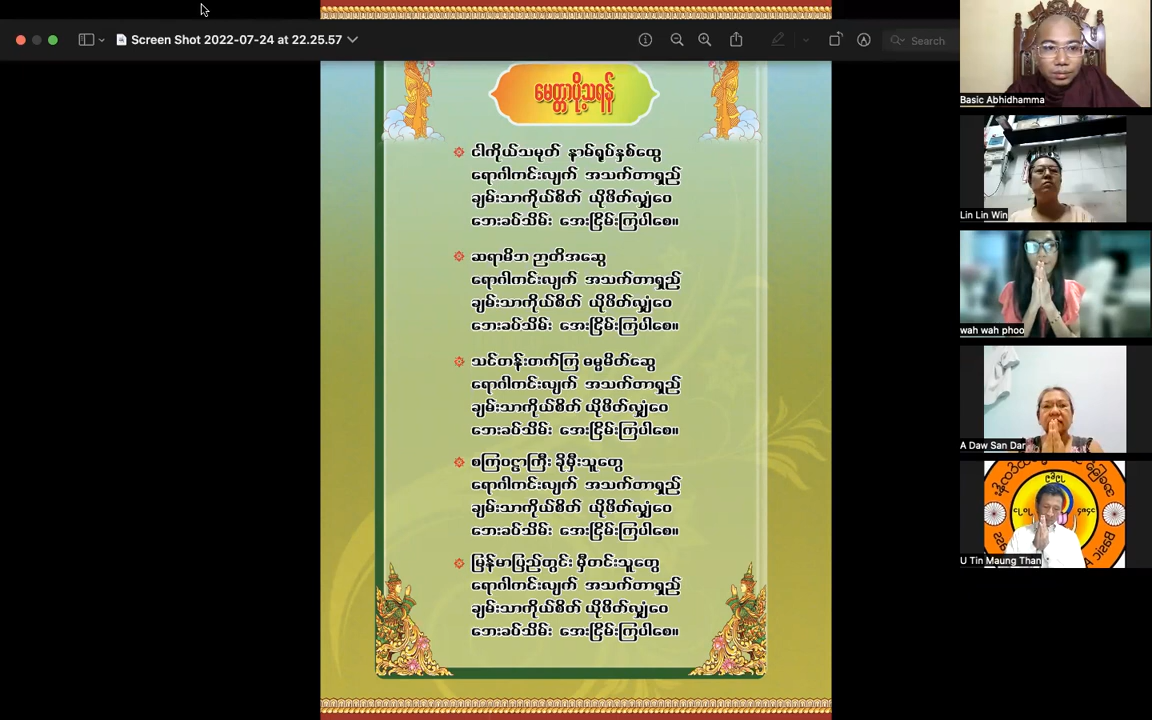 Screen Shot 2022-07-24 at 22.25.57
Search
မေတ္တာပို့သရန်
ငါကိုယ်သမုတ် နာမ်ရုပ်နှစ်ထွေ
ရောဂါကင်းလျက် အသက်တာရှည်
ချမ်းသာကိုယ်စိတ် ယိုဖိတ်လျှံဝေ
ဘေးခပ်သိမ်း အေးငြိမ်းကြပါစေ။
ဆရာမိဘ ဉာတိအဆွေ
ရောဂါကင်းလျက် အသက်တာရှည်
ချမ်းသာကိုယ်စိတ် ယိုဖိတ်လျှံဝေ
ဘေးခပ်သိမ်း အေးငြိမ်းကြပါစေ။
သင်တန်းတက်ကြ ဓမ္မမိတ်ဆွေ
ရောဂါကင်းလျက် အသက်တာရှည်
ချမ်းသာကိုယ်စိတ် ယိုဖိတ်လျှံဝေ
ဘေးခပ်သိမ်း အေးငြိမ်းကြပါစေ။
စကြဝဠာကြီး ခိုမှီးသူတွေ
ရောဂါကင်းလျက် အသက်တာရှည်
ချမ်းသာကိုယ်စိတ် ယိုဖိတ်လျှံဝေ
ဘေးခပ်သိမ်း အေးငြိမ်းကြပါစေ။
မြန်မာပြည်တွင်း မှီတင်းသူတွေ
ရောဂါကင်းလျက် အသက်တာရှည်
ချမ်းသာကိုယ်စိတ် ယိုဖိတ်လျှံဝေ
ဘေးခပ်သိမ်း အေးငြိမ်းကြပါစေ။
Basic Abhidhamma
Lin Lin Win
wah wah phoo
A Daw San Dar
U Tin Maung Than
Basic